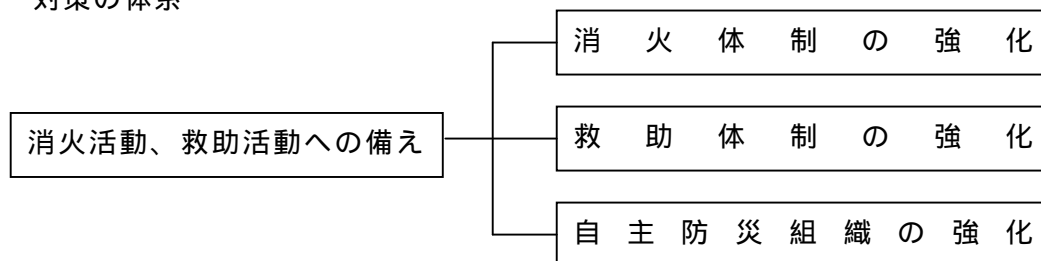 対策の体系
消火体制の強化
消火活動、救助活動への備え
救助体制の強化
自主防災組織の強化